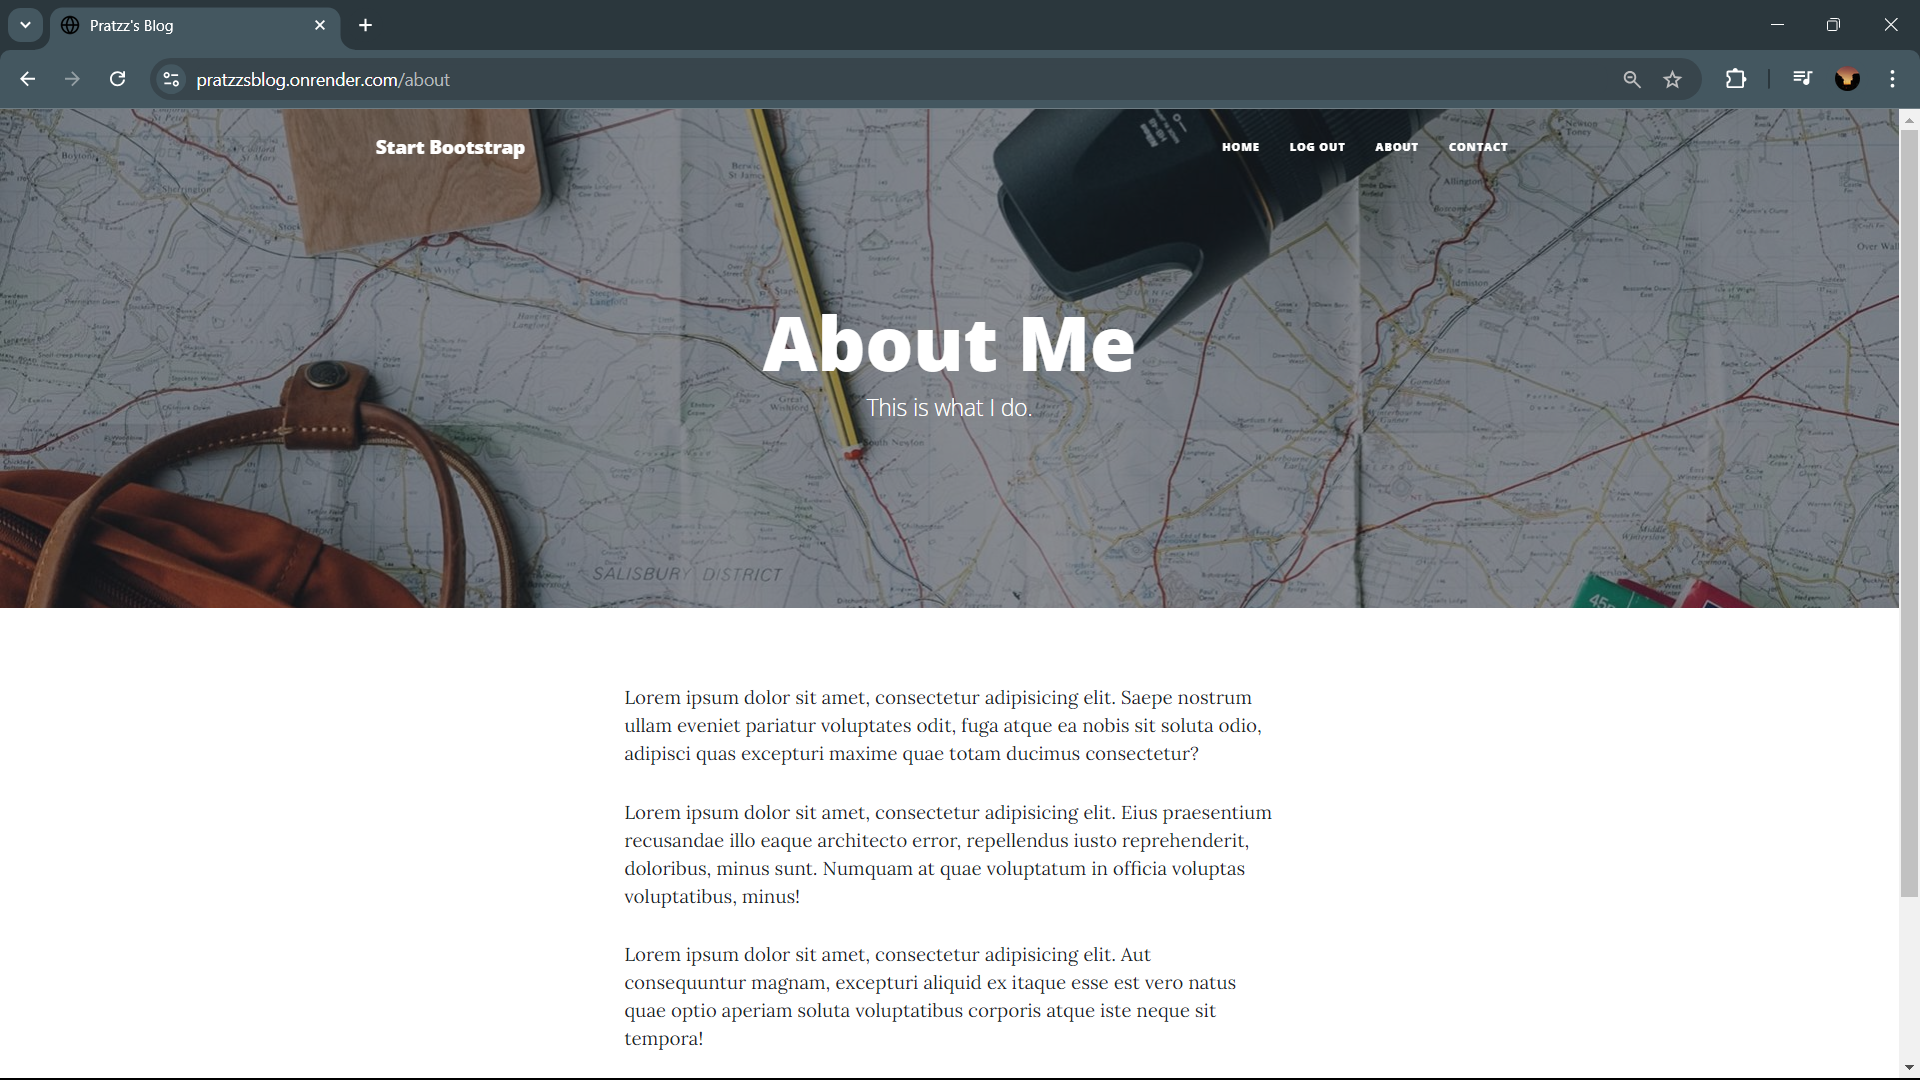 Pratzz's Blog
pratzzsblog.onrender.com/about
Start Bootstrap
HOME
LOG OUT
ABOUT
CONTACT
About Me
This is what I do.
SALISBURY DISTRICT
Lorem ipsum dolor sit amet, consectetur adipisicing elit. Saepe nostrum
ullam eveniet pariatur voluptates odit, fuga atque ea nobis sit soluta odio,
adipisci quas excepturi maxime quae totam ducimus consectetur?
Lorem ipsum dolor sit amet, consectetur adipisicing elit. Eius praesentium
recusandae illo eaque architecto error, repellendus iusto reprehenderit,
doloribus, minus sunt. Numquam at quae voluptatum in officia voluptas
voluptatibus, minus!
Lorem ipsum dolor sit amet, consectetur adipisicing elit. Aut
consequuntur magnam, excepturi aliquid ex itaque esse est vero natus
quae optio aperiam soluta voluptatibus corporis atque iste neque sit
tempora!